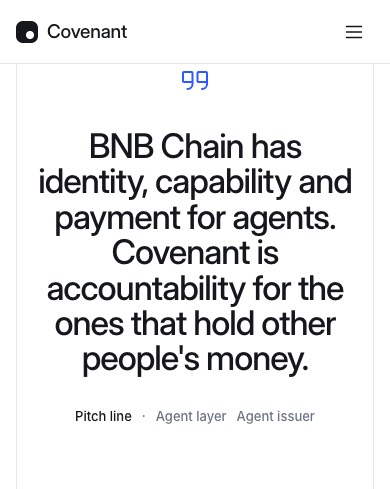 Covenant
BNB Chain has
identity, capability and
payment for agents.
Covenant is
accountability for the
ones that hold other
people's money.
Pitch line · Agent layer Agent issuer